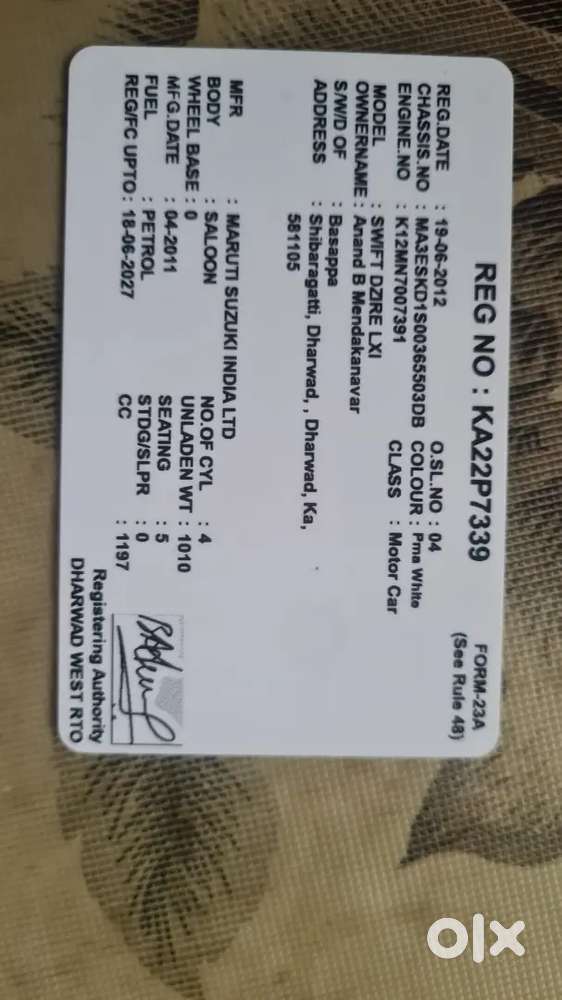 FORM-23A
(See Rule 48)
REG NO : KA22P7339
REG.DATE : 19-06-2012 O.SL.NO : 04
CHASSIS.NO : MA3ESKD1S00365503DB COLOUR : Pma White
ENGINE.NO : K12MN7007391 CLASS : Motor Car
MODEL : SWIFT DZIRE LXI
OWNERNAME : Anand B Mendakanavar
S/W/D OF : Basappa
ADDRESS : Shibaragatti, Dharwad, , Dharwad, Ka,
581105
MFR : MARUTI SUZUKI INDIA LTD
BODY : SALOON NO.OF CYL : 4
WHEEL BASE : 0 UNLADEN WT : 1010
MFG.DATE : 04-2011 SEATING : 5
FUEL : PETROL STDG/SLPR : 0
REG/FC UPTO : 18-06-2027 CC : 1197
Registering Authority
DHARWAD WEST RTO
olx